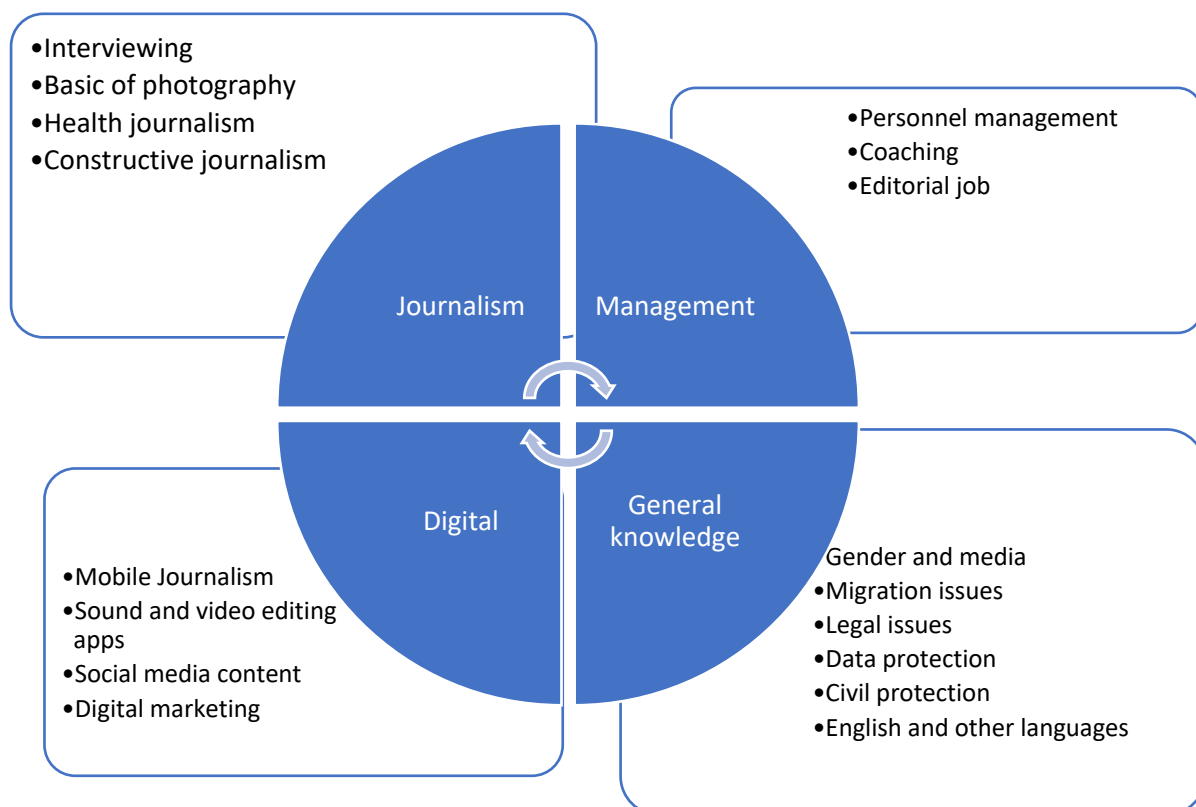 •Interviewing
•Basic of photography
•Health journalism
•Constructive journalism
•Personnel management
•Coaching
•Editorial job
Journalism
Management
Digital
General
knowledge
•Mobile Journalism
•Sound and video editing
apps
•Social media content
•Digital marketing
Gender and media
•Migration issues
•Legal issues
•Data protection
•Civil protection
•English and other languages